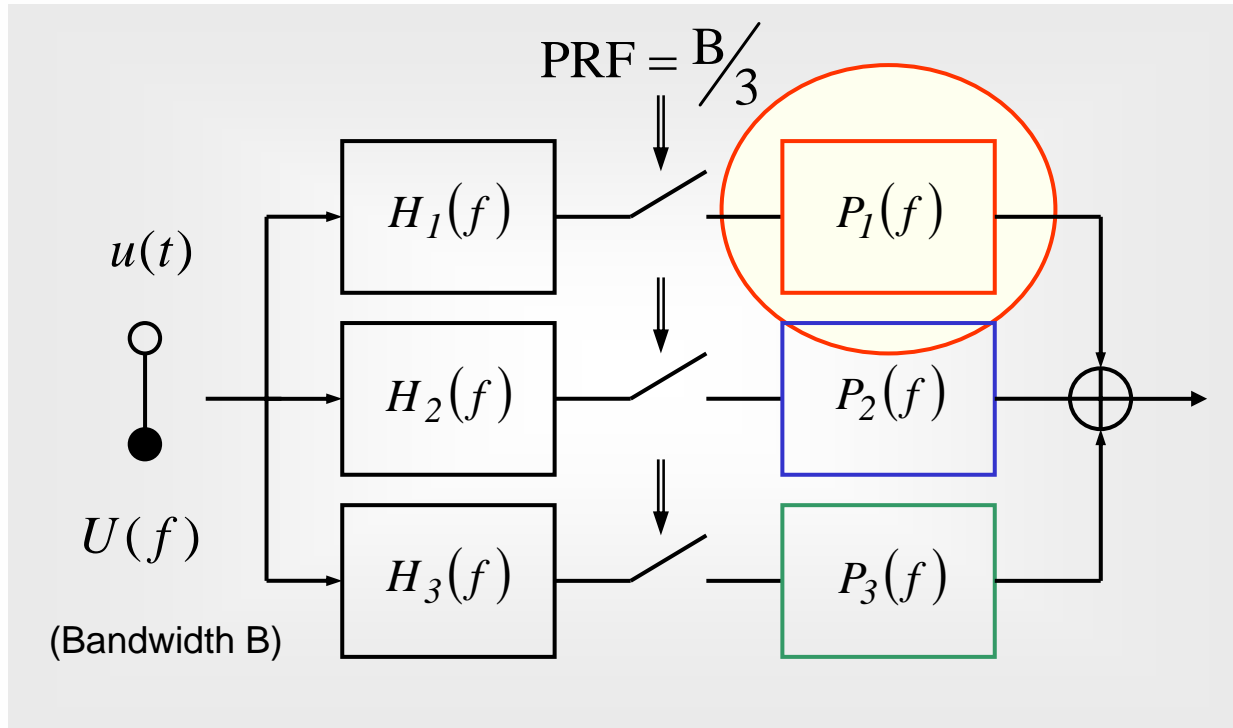 PRF = B/3
H1(f)
P1(f)
u(t)
H2(f)
P2(f)
U(f)
H3(f)
P3(f)
(Bandwidth B)